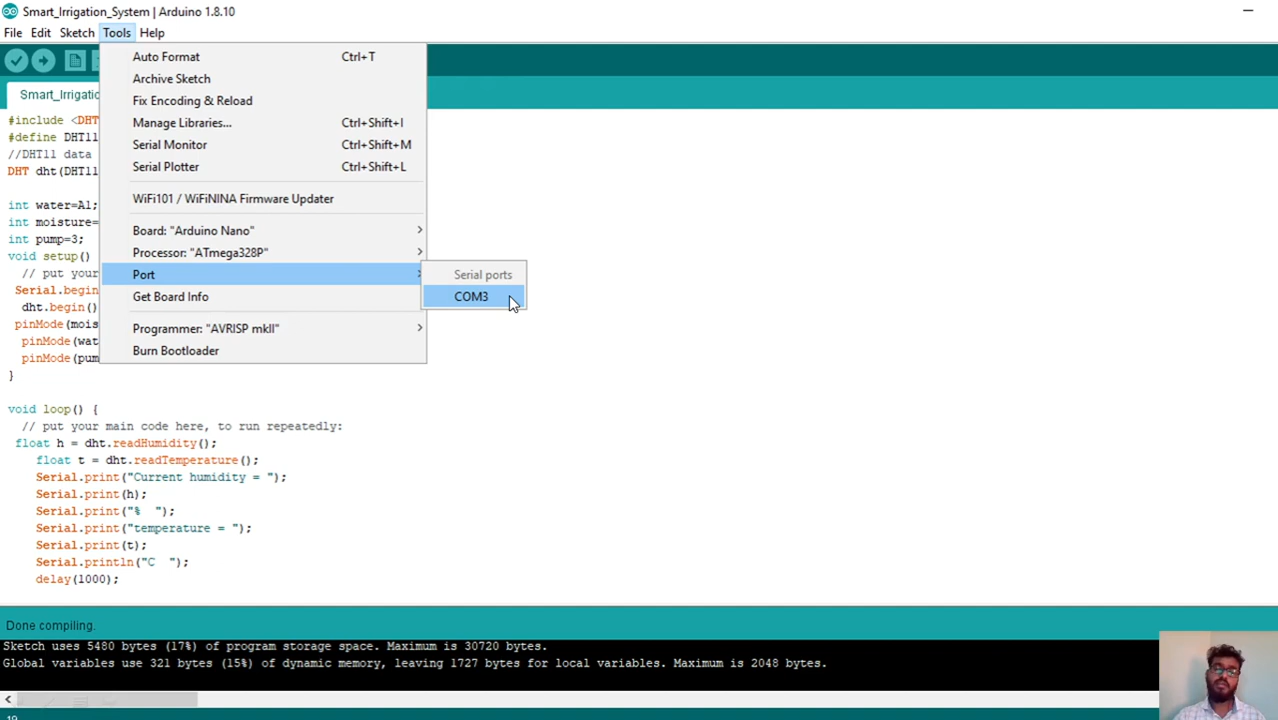 Smart_Irrigation_System | Arduino 1.8.10
File Edit Sketch Tools Help
Auto Format Ctrl+T
Archive Sketch
Fix Encoding & Reload
Manage Libraries... Ctrl+Shift+I
Serial Monitor Ctrl+Shift+M
Serial Plotter Ctrl+Shift+L
WiFi101 / WiFiNINA Firmware Updater
Board: "Arduino Nano"
Processor: "ATmega328P"
Port
Get Board Info
Programmer: "AVRISP mkII"
Burn Bootloader
Serial ports
COM3
Smart_Irrigatio
#include <DHT
#define DHT11
//DHT11 data
DHT dht(DHT11
int water=A1;
int moisture=
int pump=3;
void setup()
// put your
Serial.begin
dht.begin()
pinMode(mois
pinMode(wat
pinMode(pum
}
void loop() {
// put your main code here, to run repeatedly:
float h = dht.readHumidity();
float t = dht.readTemperature();
Serial.print("Current humidity = ");
Serial.print(h);
Serial.print("%  ");
Serial.print("temperature = ");
Serial.print(t);
Serial.println("C  ");
delay(1000);
Done compiling.
Sketch uses 5480 bytes (17%) of program storage space. Maximum is 30720 bytes.
Global variables use 321 bytes (15%) of dynamic memory, leaving 1727 bytes for local variables. Maximum is 2048 bytes.